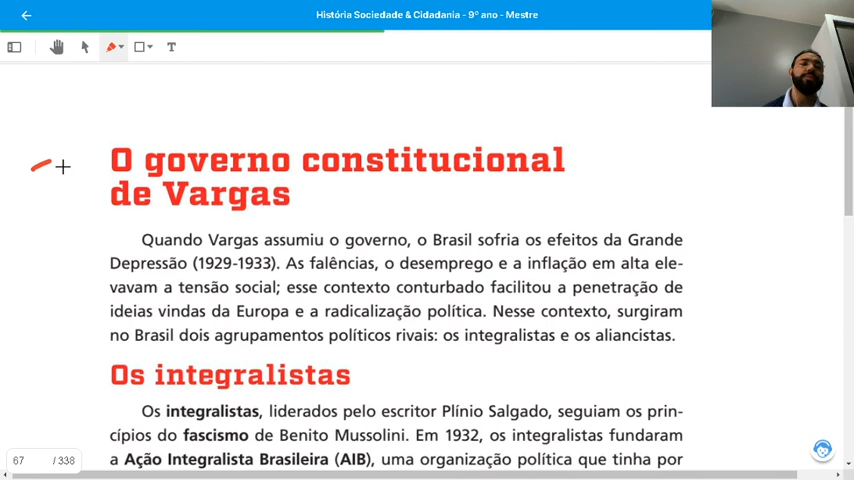 História Sociedade & Cidadania - 9º ano - Mestre
T
O governo constitucional
de Vargas
Quando Vargas assumiu o governo, o Brasil sofria os efeitos da Grande
Depressão (1929-1933). As falências, o desemprego e a inflação em alta ele-
vavam a tensão social; esse contexto conturbado facilitou a penetração de
ideias vindas da Europa e a radicalização política. Nesse contexto, surgiram
no Brasil dois agrupamentos políticos rivais: os integralistas e os aliancistas.
Os integralistas
Os integralistas, liderados pelo escritor Plínio Salgado, seguiam os prin-
cípios do fascismo de Benito Mussolini. Em 1932, os integralistas fundaram
a Ação Integralista Brasileira (AIB), uma organização política que tinha por
67 / 338